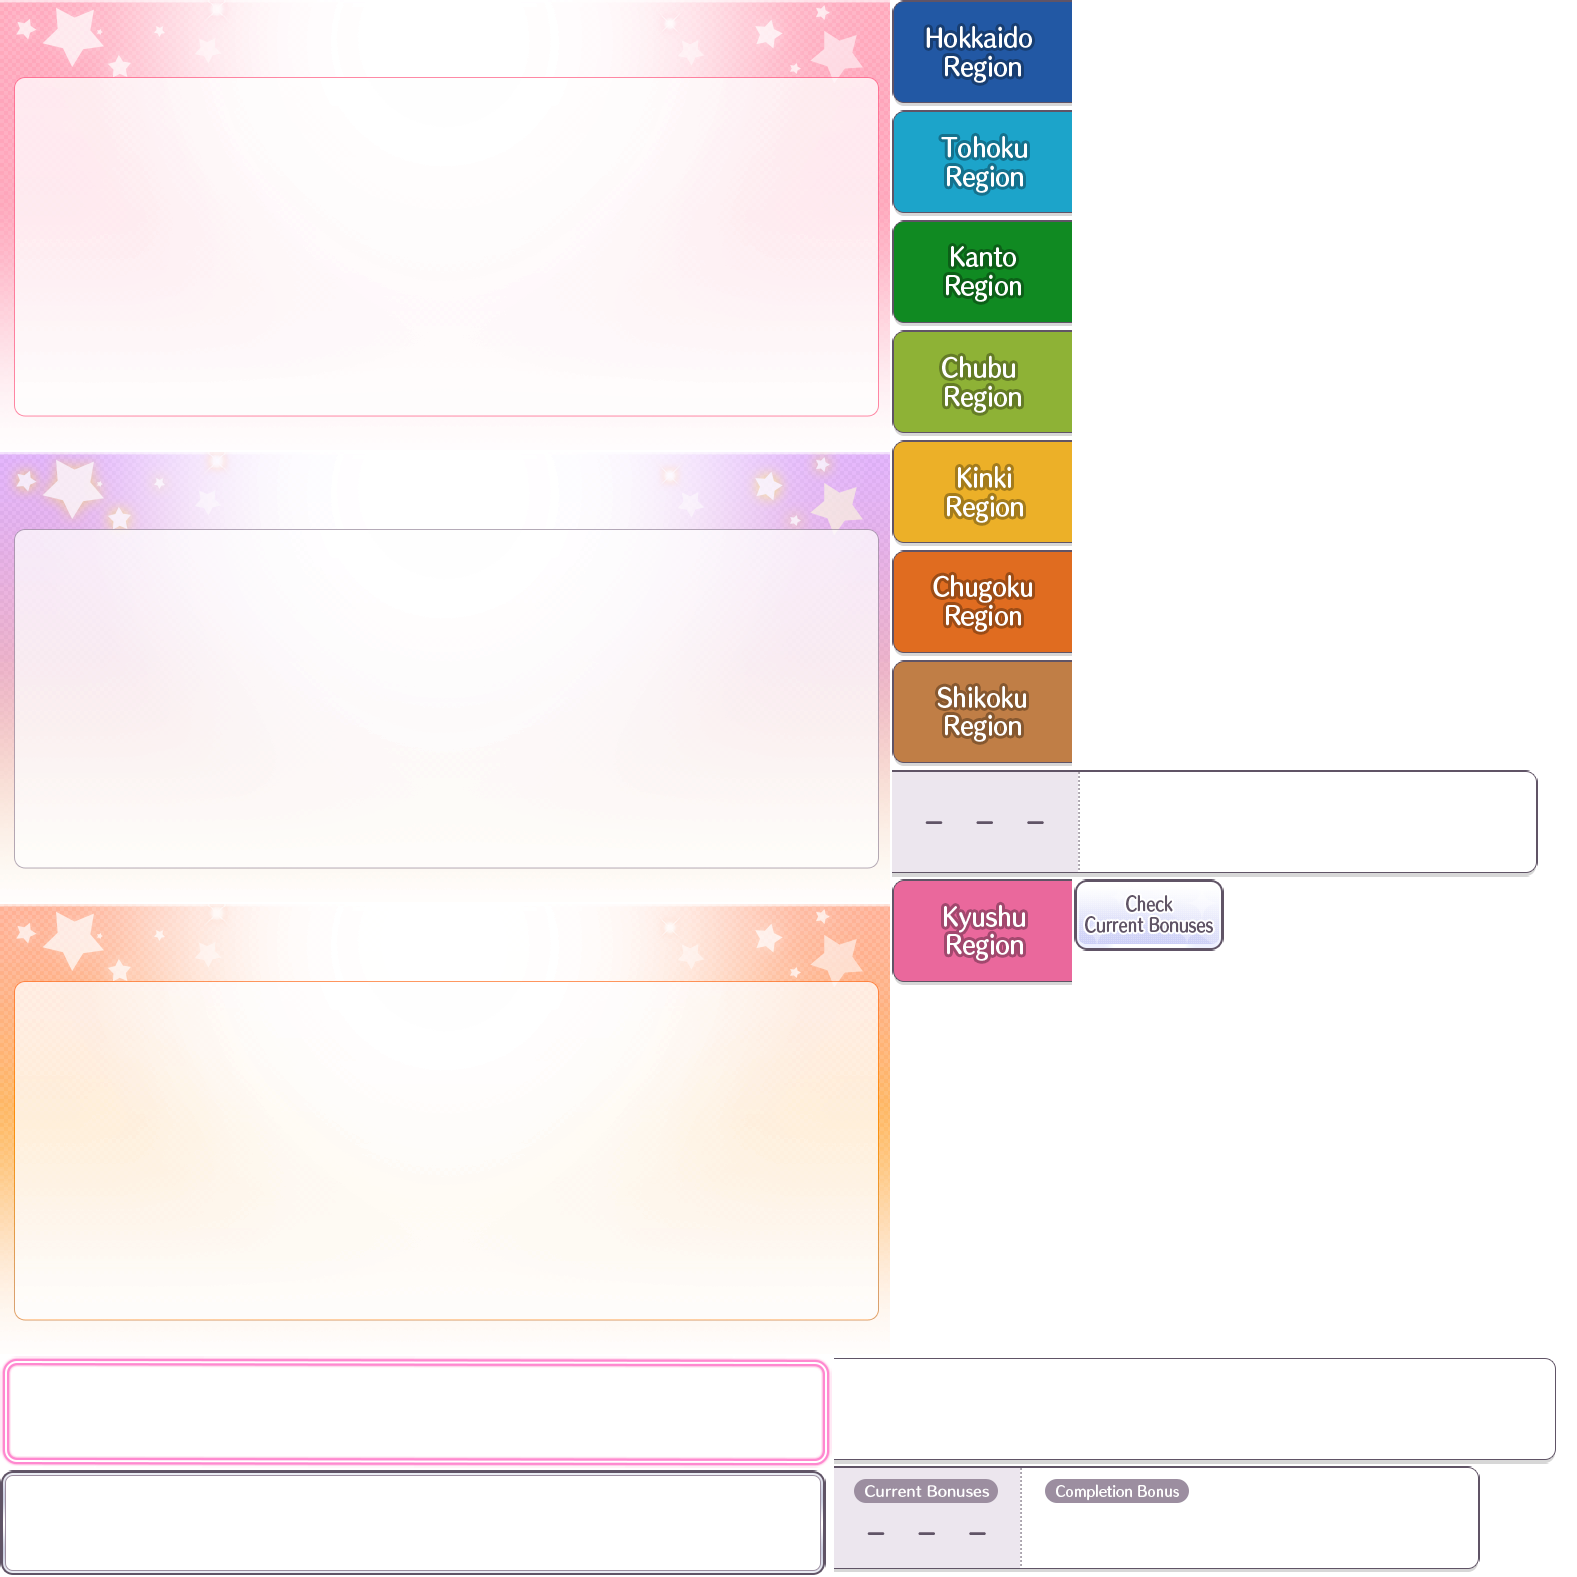 Hokkaido
Region
Tohoku
Region
Kanto
Region
Chubu
Region
Kinki
Region
Chugoku
Region
Shikoku
Region
– – –
Kyushu
Region
Check
Current Bonuses
Current Bonuses
Completion Bonus
– – –